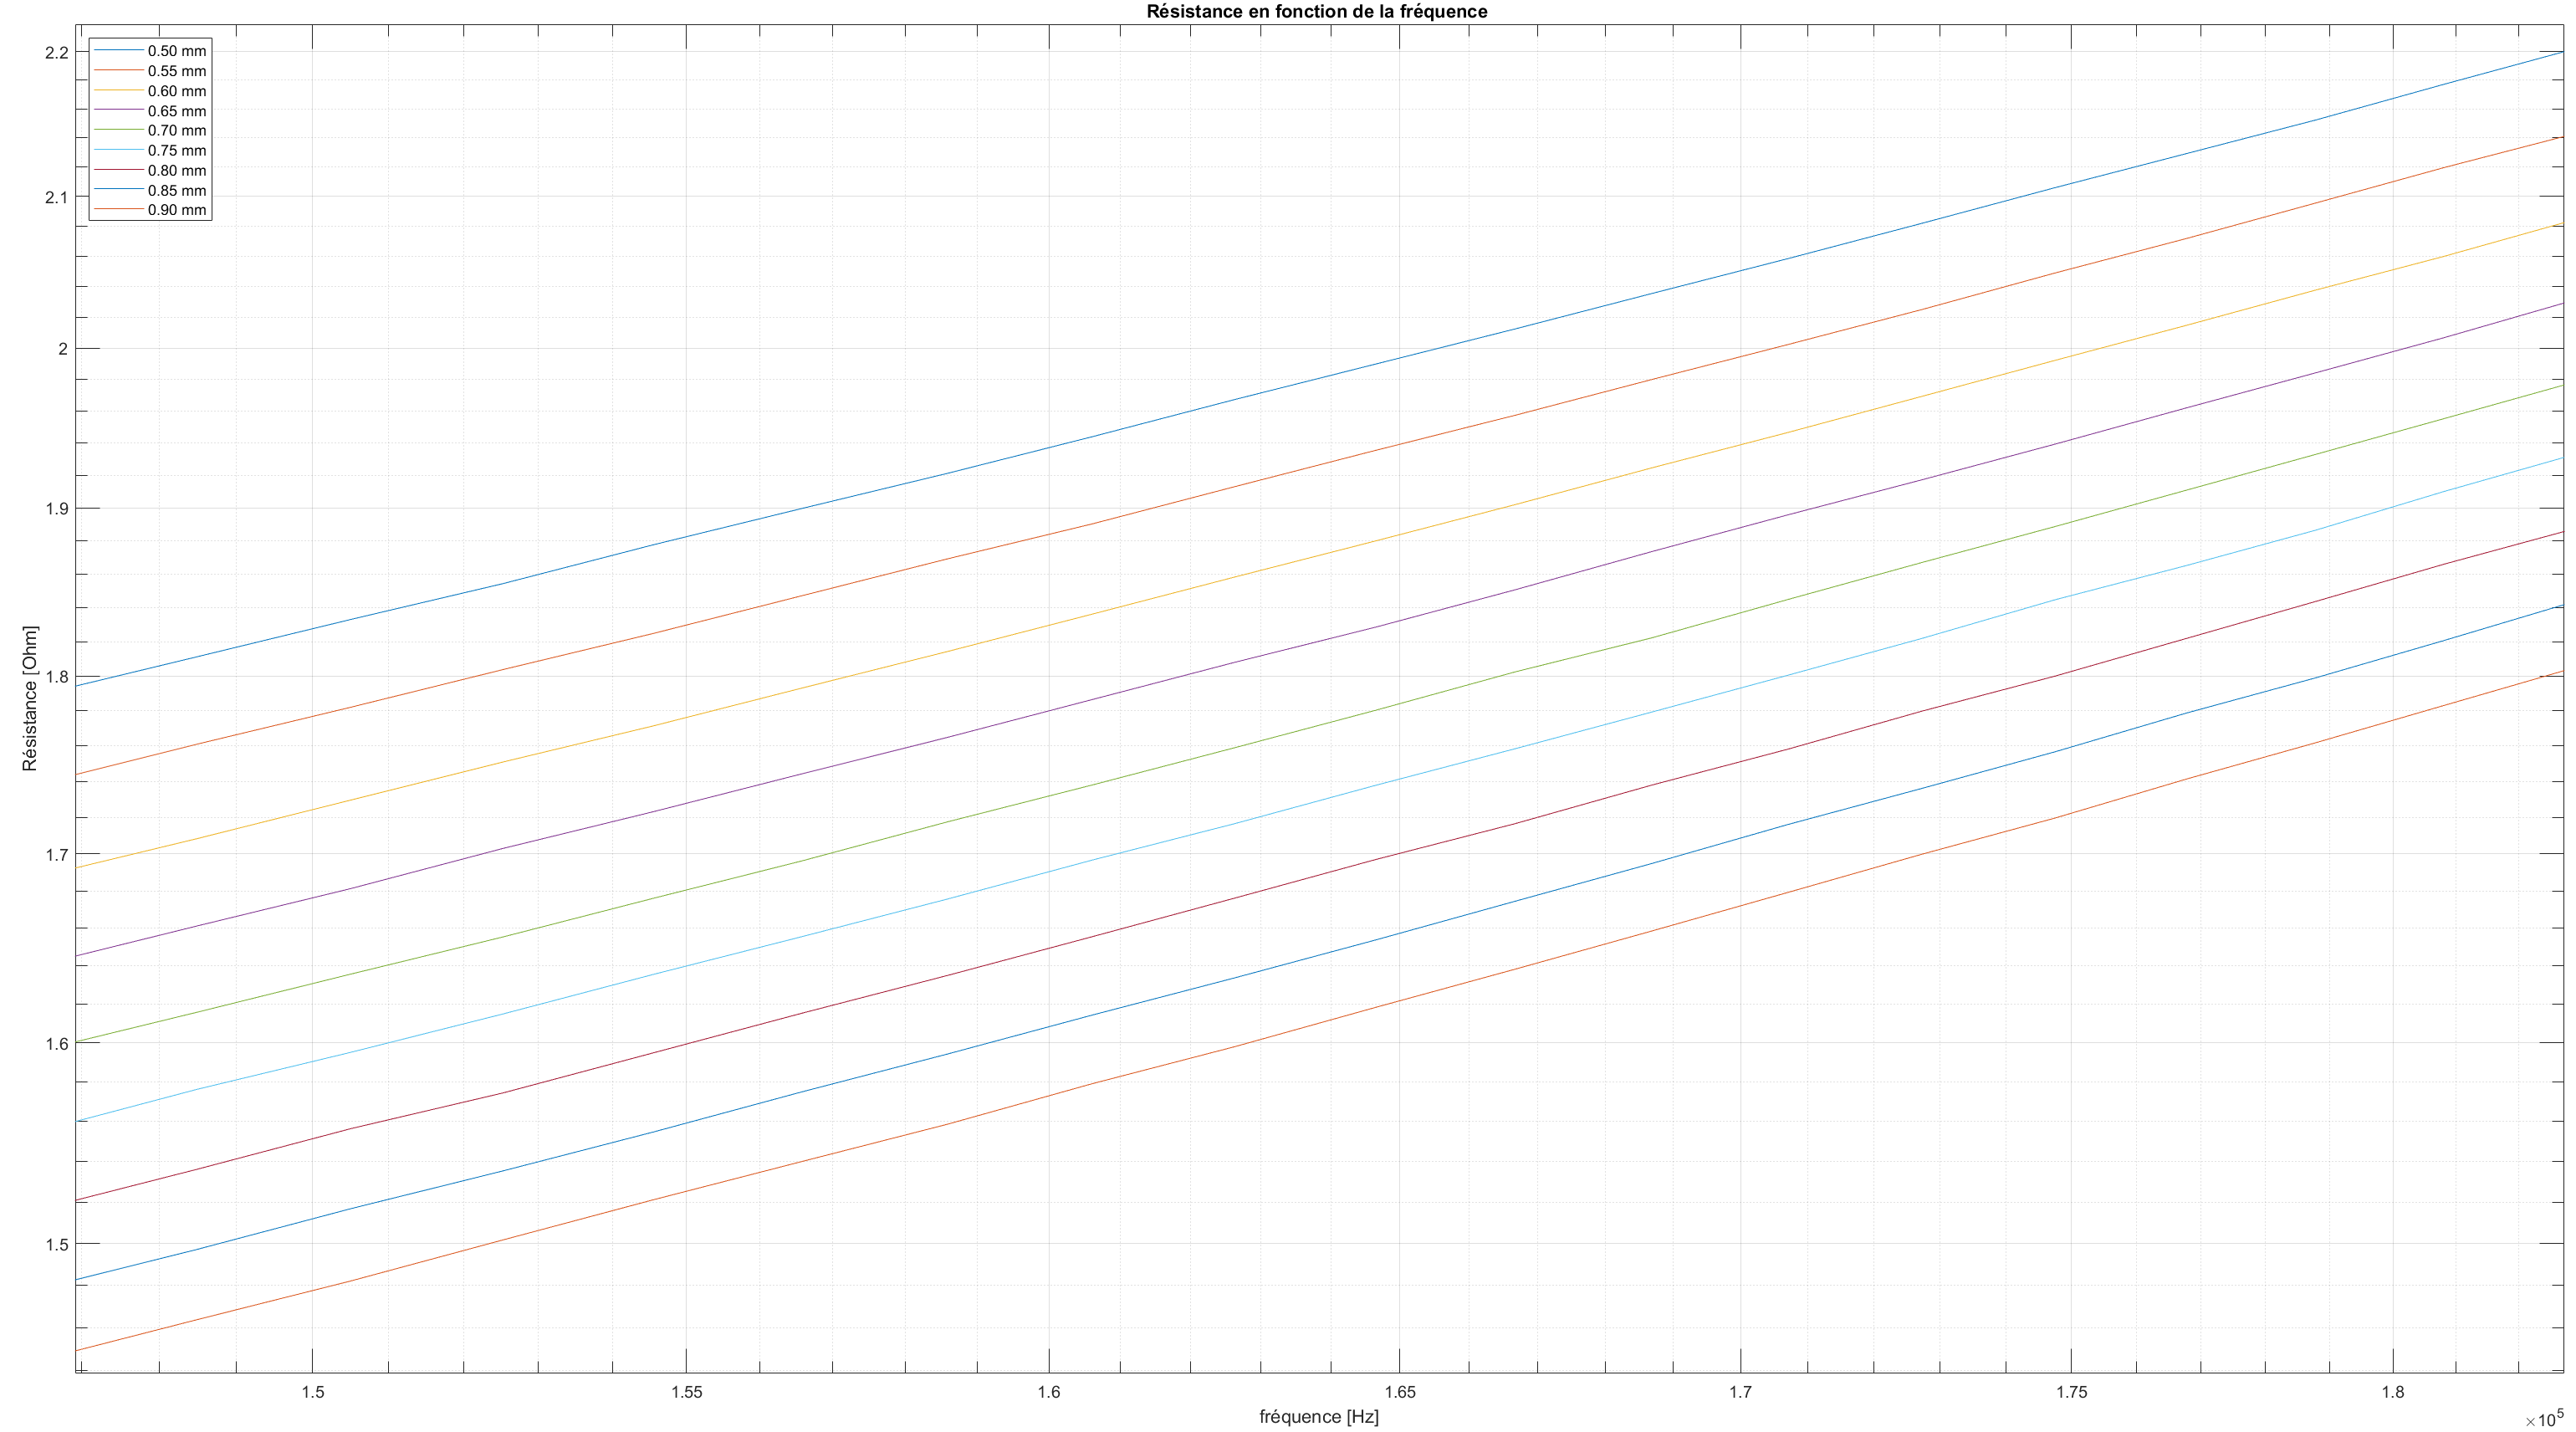 Résistance en fonction de la fréquence
0.50 mm
0.55 mm
0.60 mm
0.65 mm
0.70 mm
0.75 mm
0.80 mm
0.85 mm
0.90 mm
2.2
2.1
2
1.9
1.8
1.7
1.6
1.5
Résistance [Ohm]
1.5 1.55 1.6 1.65 1.7 1.75 1.8
fréquence [Hz]
×10⁵